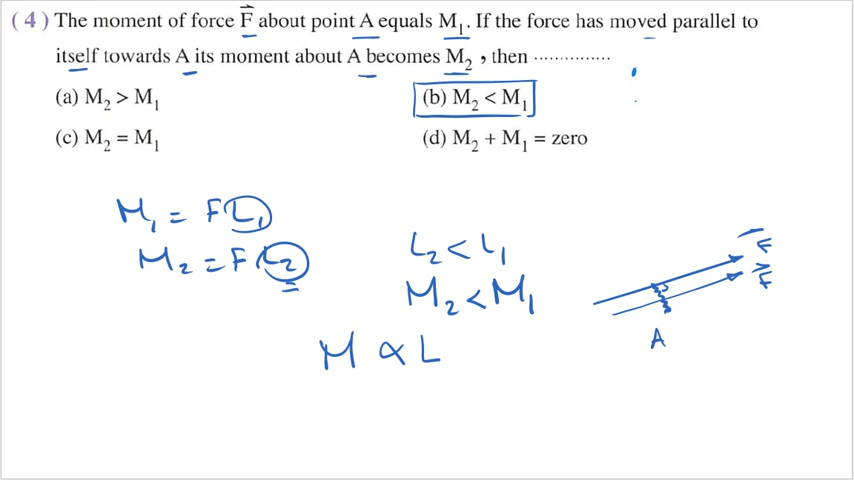 ( 4 ) The moment of force F⃗ about point A equals M₁. If the force has moved parallel to
itself towards A its moment about A becomes M₂ , then ...............
(a) M₂ > M₁
(b) M₂ < M₁
(c) M₂ = M₁
(d) M₂ + M₁ = zero
M₁ = F L₁
M₂ = F L₂
L₂ < L₁
M₂ < M₁
M ∝ L
F⃗
F⃗
A